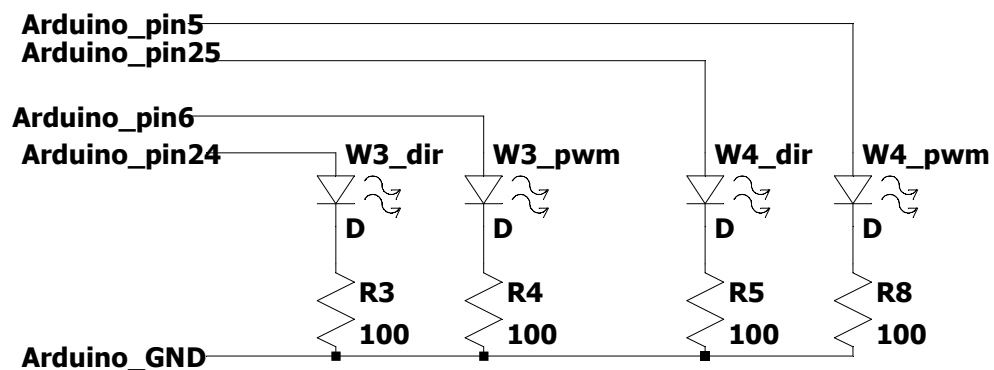 Arduino_pin5
Arduino_pin25
Arduino_pin6
Arduino_pin24
W3_dir
W3_pwm
W4_dir
W4_pwm
D
D
D
D
R3
R4
R5
R8
100
100
100
100
Arduino_GND